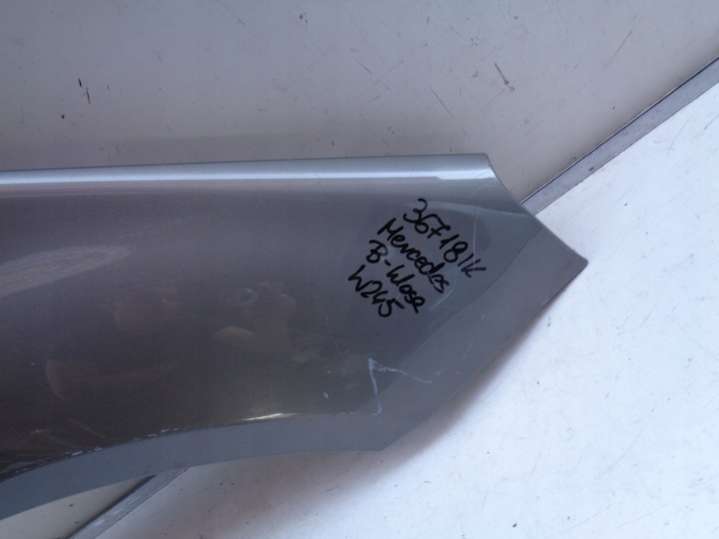 367181K
Mercedes
B-Klasse
W245